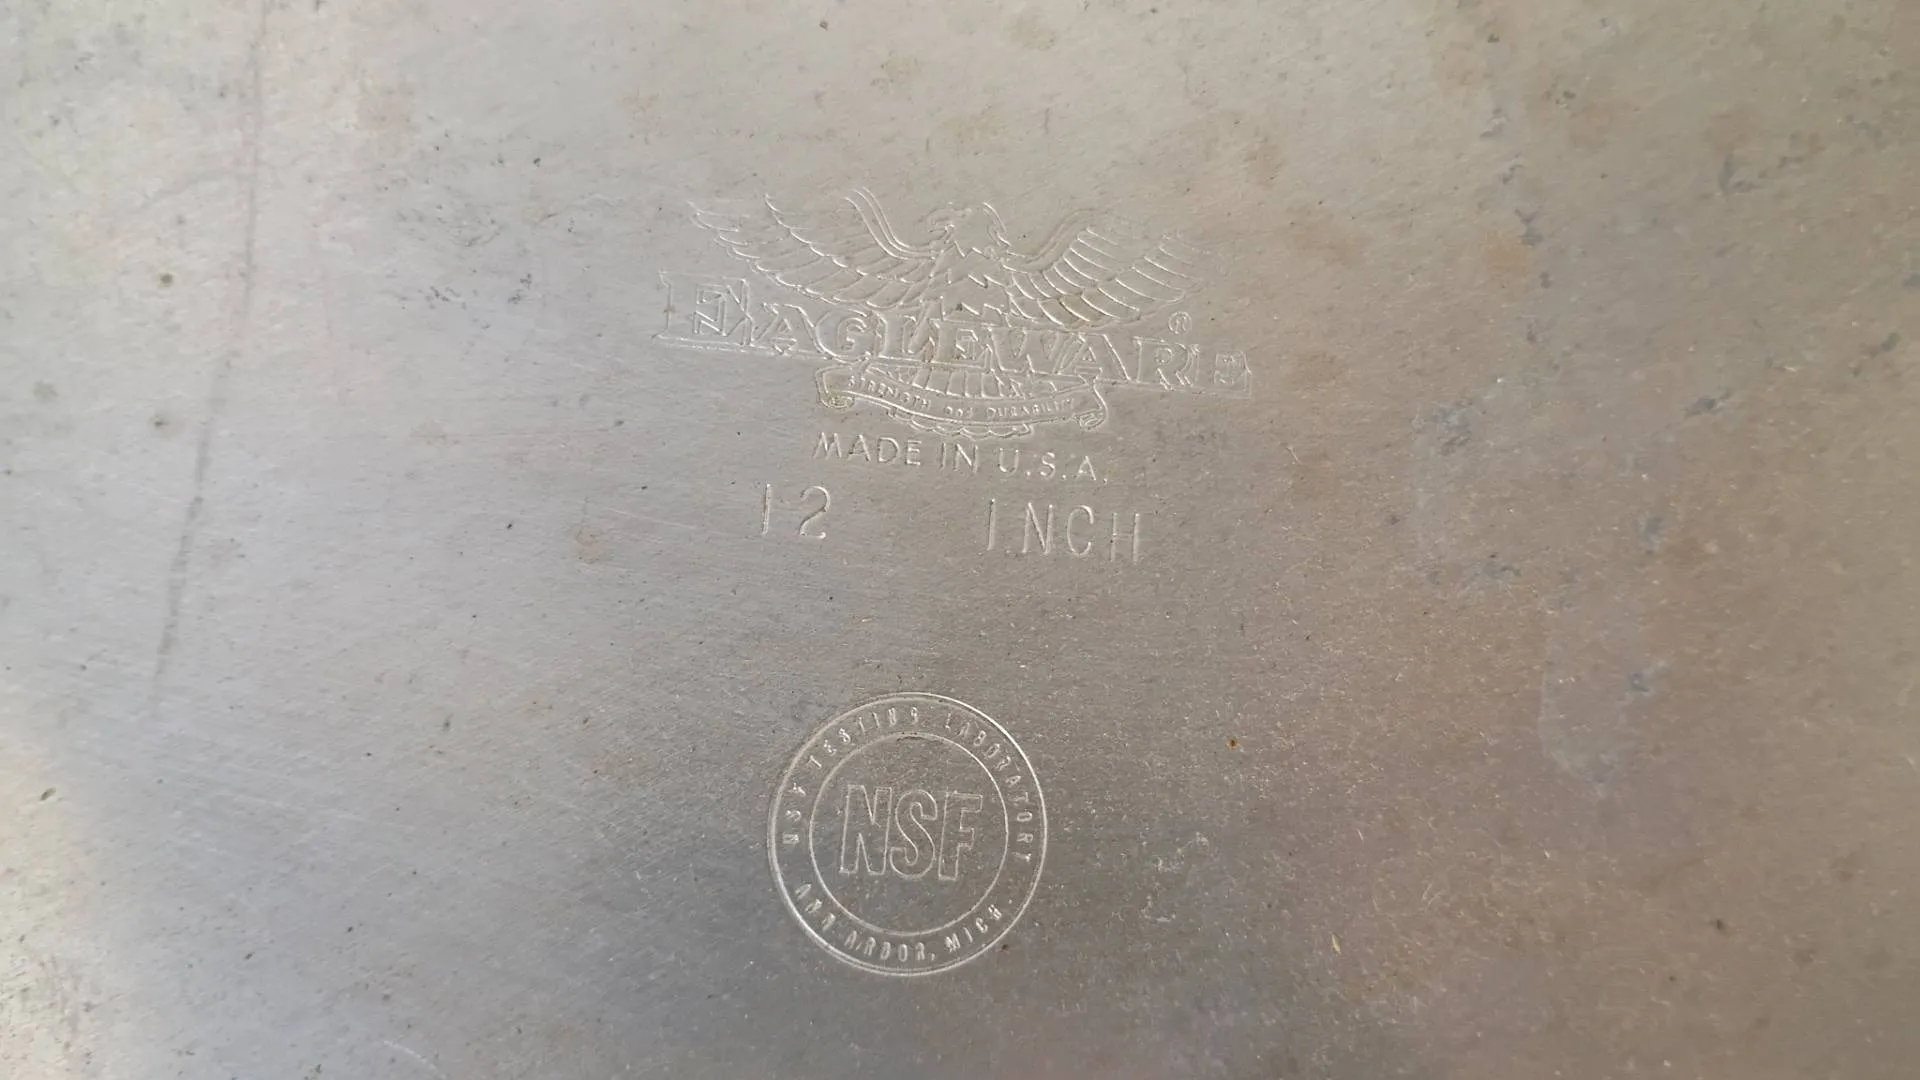 EAGLEWARE®
STRENGTH and DURABILITY
MADE IN U.S.A.
12 INCH
NSF TESTING LABORATORY
NSF
ANN ARBOR, MICH.